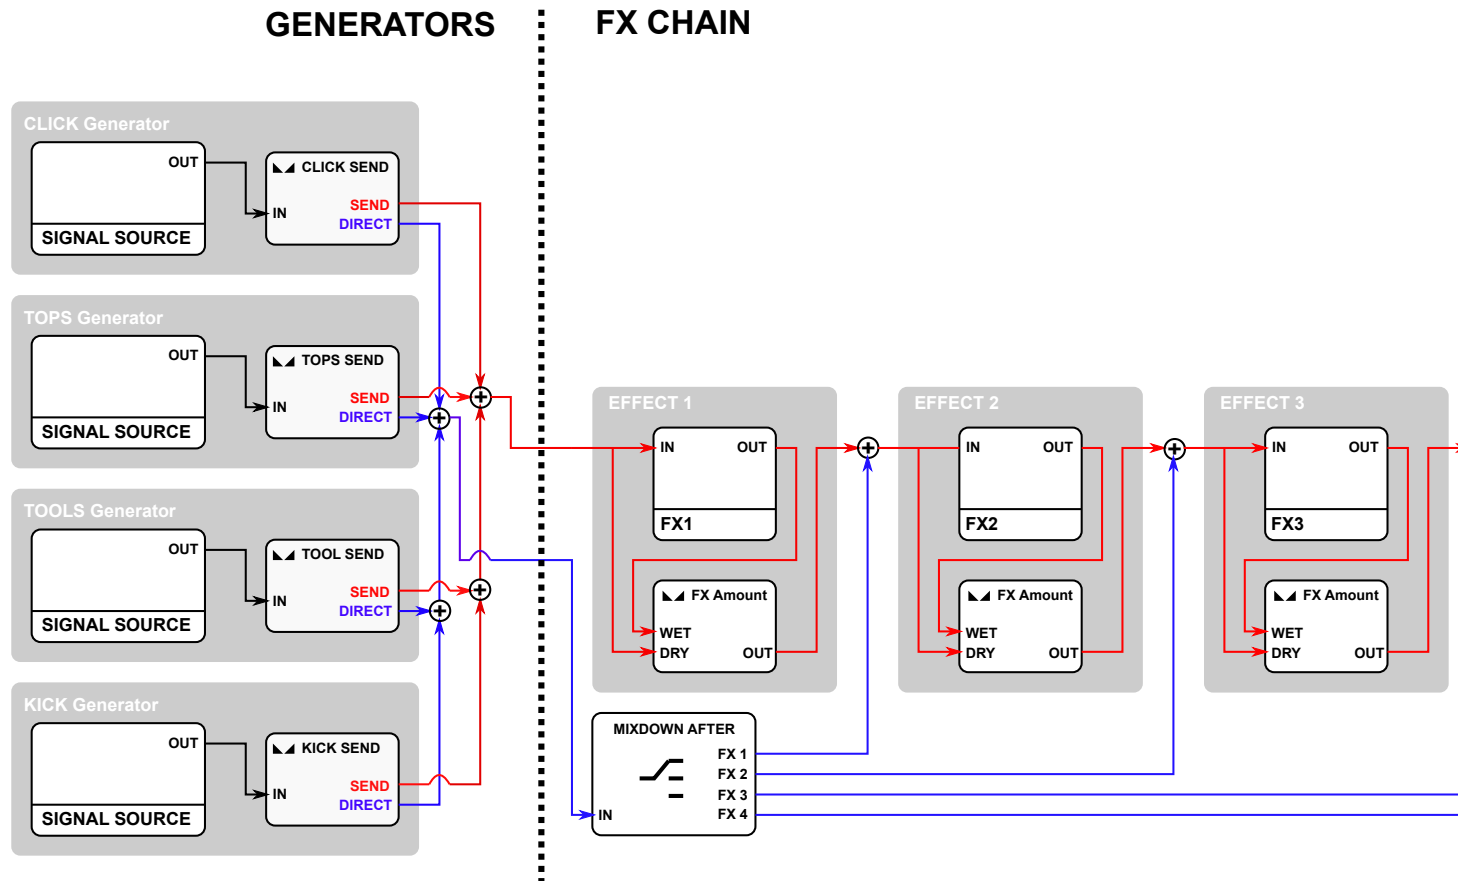 GENERATORS
FX CHAIN
CLICK Generator
OUT
SIGNAL SOURCE
CLICK SEND
IN
SEND
DIRECT
TOPS Generator
OUT
SIGNAL SOURCE
TOPS SEND
IN
SEND
DIRECT
TOOLS Generator
OUT
SIGNAL SOURCE
TOOL SEND
IN
SEND
DIRECT
KICK Generator
OUT
SIGNAL SOURCE
KICK SEND
IN
SEND
DIRECT
EFFECT 1
IN OUT
FX1
FX Amount
WET
DRY OUT
EFFECT 2
IN OUT
FX2
FX Amount
WET
DRY OUT
EFFECT 3
IN OUT
FX3
FX Amount
WET
DRY OUT
MIXDOWN AFTER
FX 1
FX 2
FX 3
IN FX 4